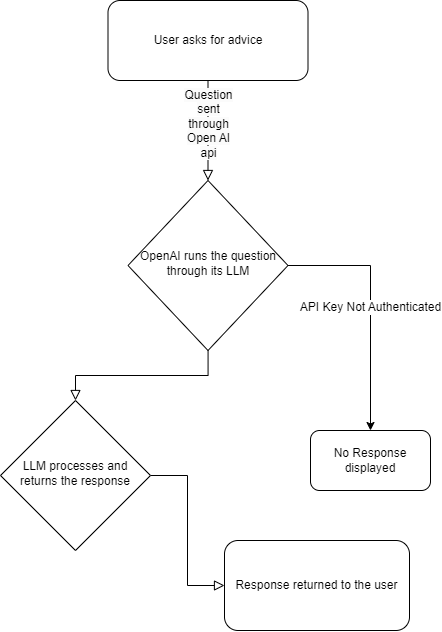 User asks for advice
Question
sent
through
Open AI
api
OpenAI runs the question
through its LLM
API Key Not Authenticated
No Response
displayed
LLM processes and
returns the response
Response returned to the user